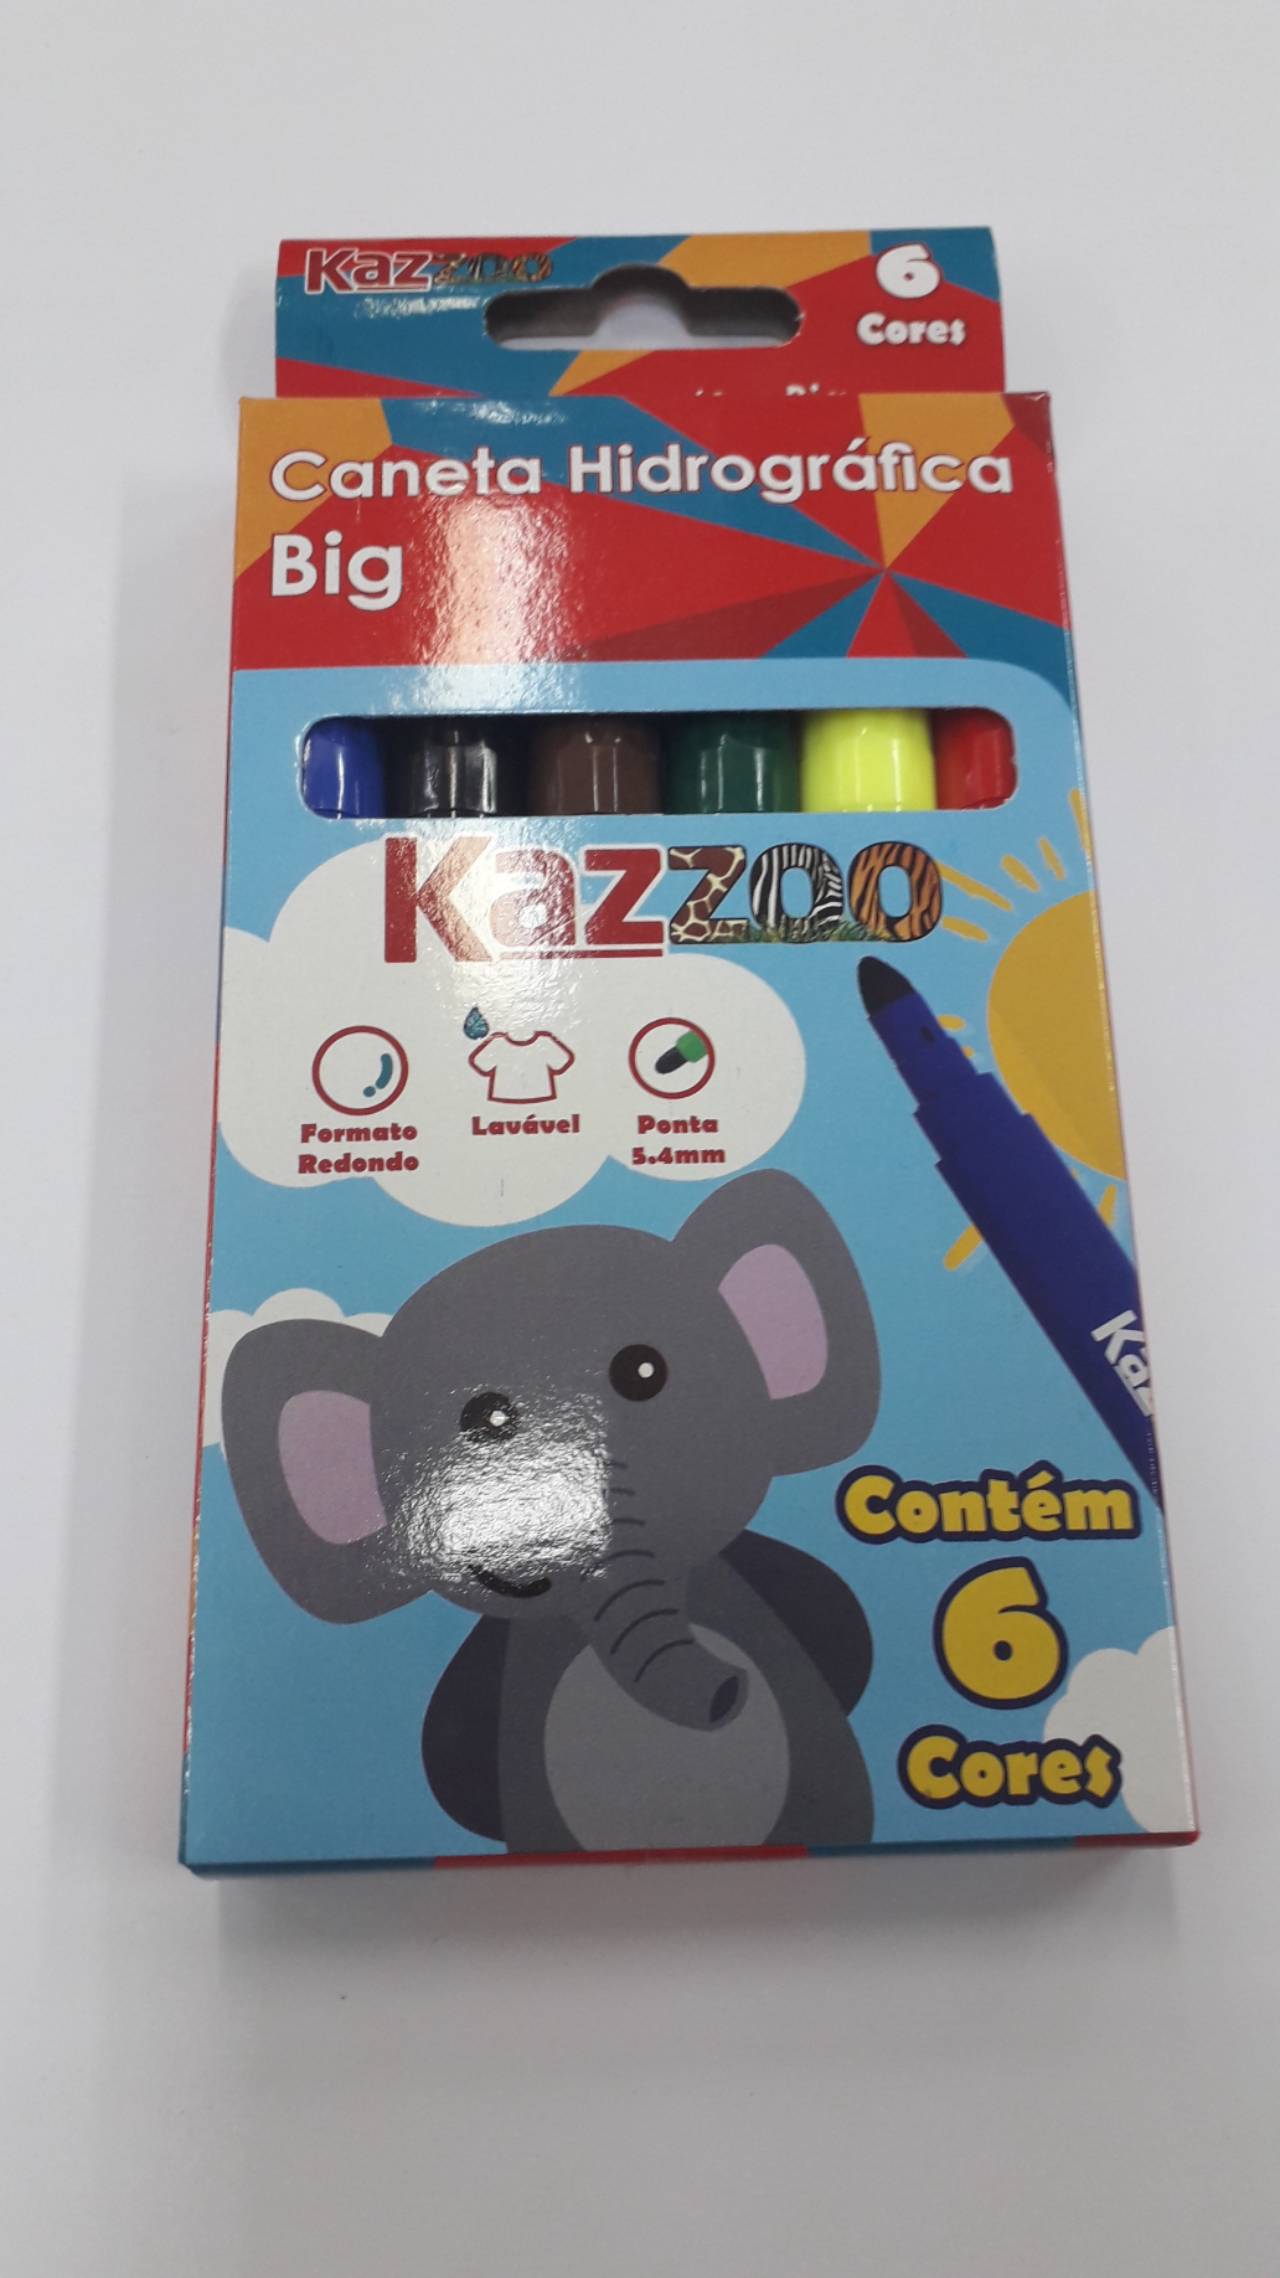 Kazzoo
6
Cores
Caneta Hidrográfica
Big
Kazzoo
Formato
Redondo
Lavável
Ponta
5.4mm
Kaz
Contém
6
Cores